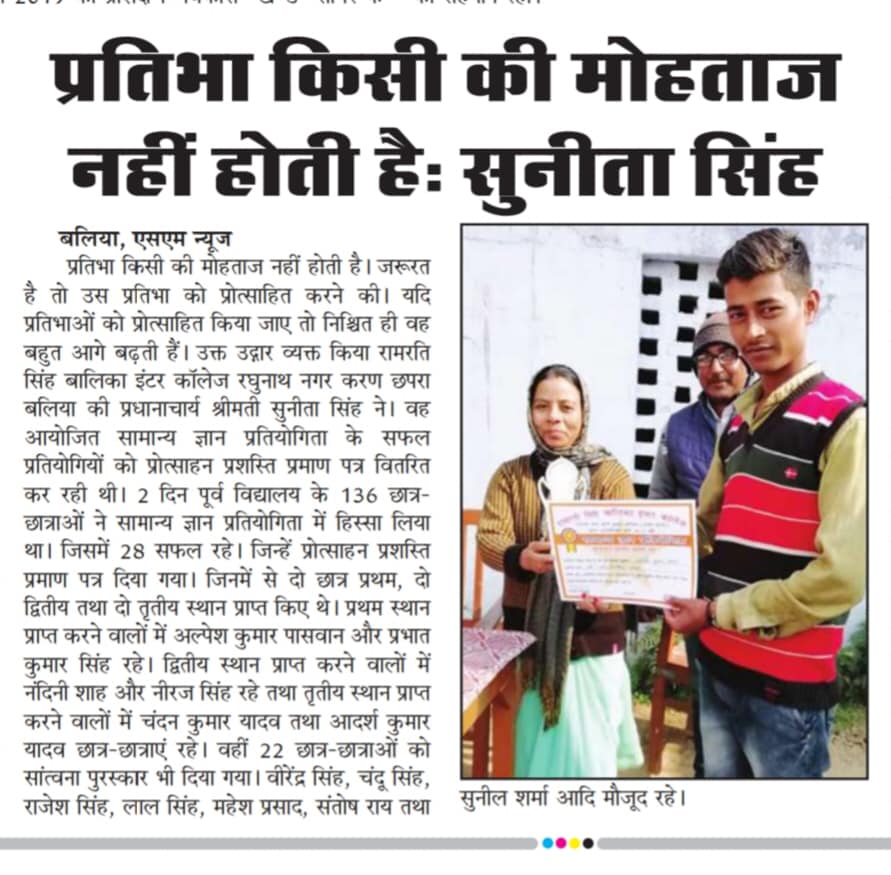 प्रतिभा किसी की मोहताज
नहीं होती है: सुनीता सिंह
बलिया, एसएम न्यूज
प्रतिभा किसी की मोहताज नहीं होती है। जरूरत
है तो उस प्रतिभा को प्रोत्साहित करने की। यदि
प्रतिभाओं को प्रोत्साहित किया जाए तो निश्चित ही वह
बहुत आगे बढ़ती हैं। उक्त उद्गार व्यक्त किया रामरति
सिंह बालिका इंटर कॉलेज रघुनाथ नगर करण छपरा
बलिया की प्रधानाचार्य श्रीमती सुनीता सिंह ने। वह
आयोजित सामान्य ज्ञान प्रतियोगिता के सफल
प्रतियोगियों को प्रोत्साहन प्रशस्ति प्रमाण पत्र वितरित
कर रही थी। 2 दिन पूर्व विद्यालय के 136 छात्र-
छात्राओं ने सामान्य ज्ञान प्रतियोगिता में हिस्सा लिया
था। जिसमें 28 सफल रहे। जिन्हें प्रोत्साहन प्रशस्ति
प्रमाण पत्र दिया गया। जिनमें से दो छात्र प्रथम, दो
द्वितीय तथा दो तृतीय स्थान प्राप्त किए थे। प्रथम स्थान
प्राप्त करने वालों में अल्पेश कुमार पासवान और प्रभात
कुमार सिंह रहे। द्वितीय स्थान प्राप्त करने वालों में
नंदिनी शाह और नीरज सिंह रहे तथा तृतीय स्थान प्राप्त
करने वालों में चंदन कुमार यादव तथा आदर्श कुमार
यादव छात्र-छात्राएं रहे। वहीं 22 छात्र-छात्राओं को
सांत्वना पुरस्कार भी दिया गया। वीरेंद्र सिंह, चंदू सिंह,
राजेश सिंह, लाल सिंह, महेश प्रसाद, संतोष राय तथा
सुनील शर्मा आदि मौजूद रहे।